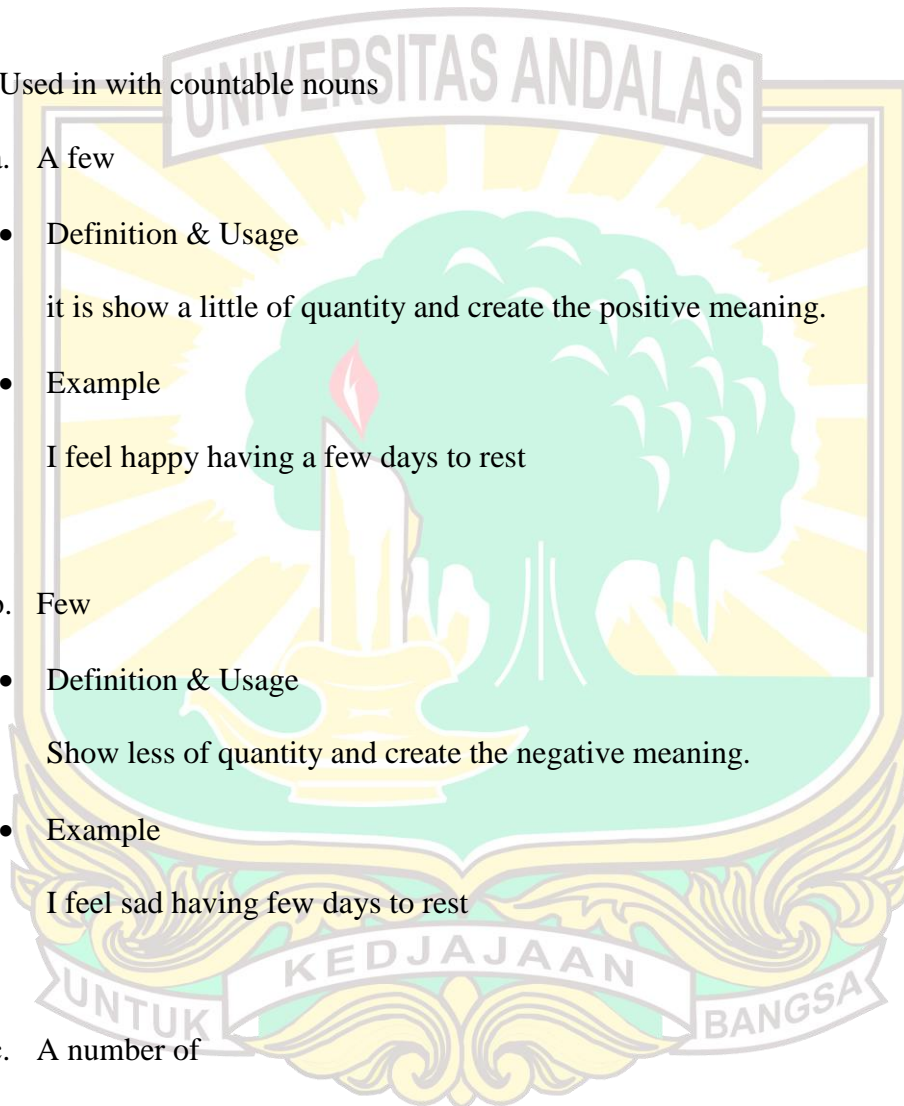 UNIVERSITAS ANDALAS
Used in with countable nouns
a. A few
• Definition & Usage
it is show a little of quantity and create the positive meaning.
• Example
I feel happy having a few days to rest
b. Few
• Definition & Usage
Show less of quantity and create the negative meaning.
• Example
I feel sad having few days to rest
UNTUK KEDJAJAAN BANGSA
c. A number of